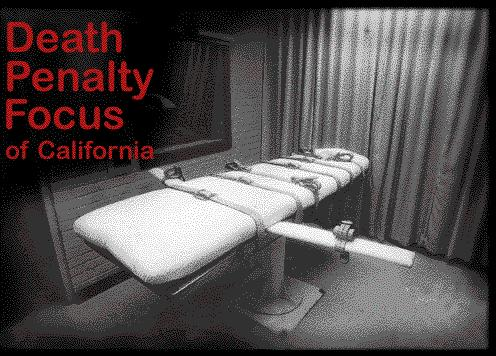 Death
Penalty
Focus
of California